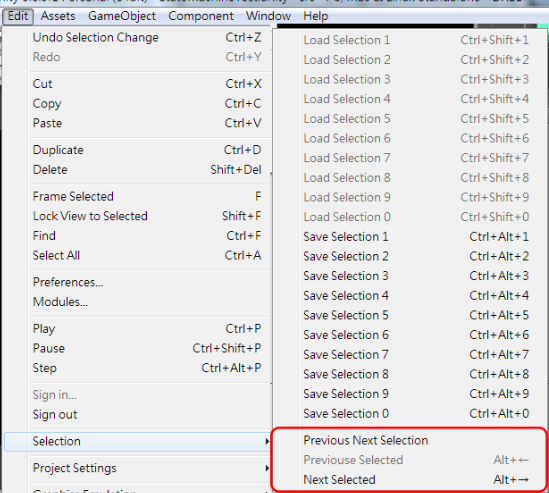 Edit Assets GameObject Component Window Help
Undo Selection Change Ctrl+Z
Redo Ctrl+Y
Cut Ctrl+X
Copy Ctrl+C
Paste Ctrl+V
Duplicate Ctrl+D
Delete Shift+Del
Frame Selected F
Lock View to Selected Shift+F
Find Ctrl+F
Select All Ctrl+A
Preferences...
Modules...
Play Ctrl+P
Pause Ctrl+Shift+P
Step Ctrl+Alt+P
Sign in...
Sign out
Selection
Project Settings
Graphics Emulation
Load Selection 1 Ctrl+Shift+1
Load Selection 2 Ctrl+Shift+2
Load Selection 3 Ctrl+Shift+3
Load Selection 4 Ctrl+Shift+4
Load Selection 5 Ctrl+Shift+5
Load Selection 6 Ctrl+Shift+6
Load Selection 7 Ctrl+Shift+7
Load Selection 8 Ctrl+Shift+8
Load Selection 9 Ctrl+Shift+9
Load Selection 0 Ctrl+Shift+0
Save Selection 1 Ctrl+Alt+1
Save Selection 2 Ctrl+Alt+2
Save Selection 3 Ctrl+Alt+3
Save Selection 4 Ctrl+Alt+4
Save Selection 5 Ctrl+Alt+5
Save Selection 6 Ctrl+Alt+6
Save Selection 7 Ctrl+Alt+7
Save Selection 8 Ctrl+Alt+8
Save Selection 9 Ctrl+Alt+9
Save Selection 0 Ctrl+Alt+0
Previous Next Selection
Previouse Selected Alt+←
Next Selected Alt+→